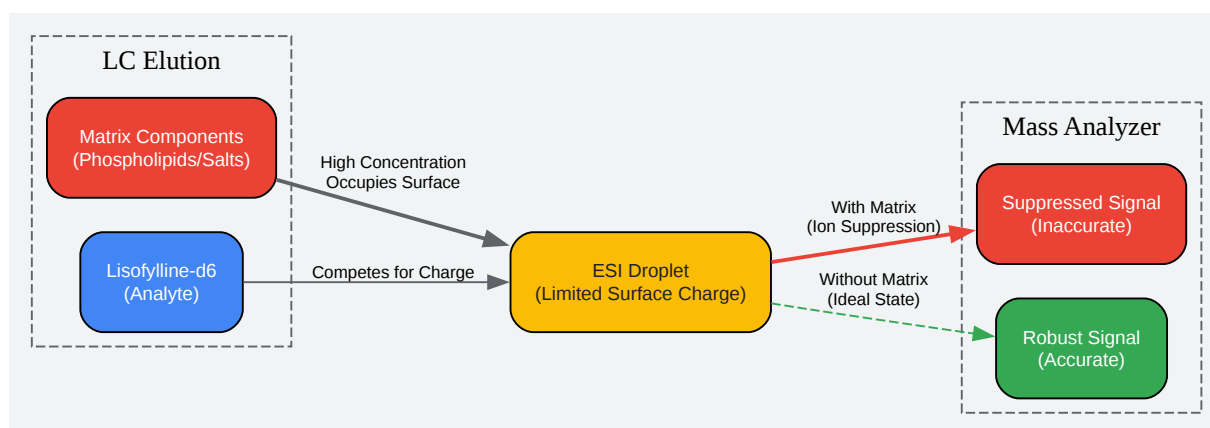 LC Elution
Matrix Components
(Phospholipids/Salts)
Lisofylline-d6
(Analyte)
High Concentration
Occupies Surface
Competes for Charge
ESI Droplet
(Limited Surface Charge)
With Matrix
(Ion Suppression)
Without Matrix
(Ideal State)
Mass Analyzer
Suppressed Signal
(Inaccurate)
Robust Signal
(Accurate)